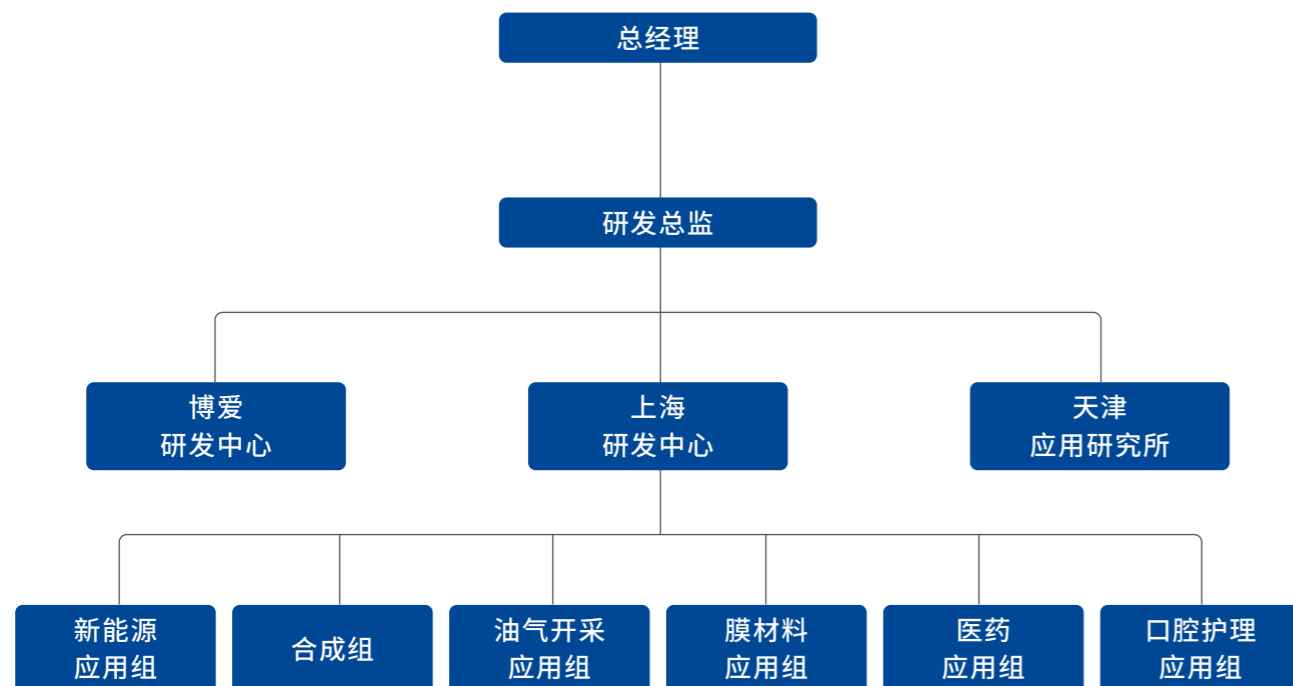 总经理
研发总监
博爱
研发中心
上海
研发中心
天津
应用研究所
新能源
应用组
合成组
油气开采
应用组
膜材料
应用组
医药
应用组
口腔护理
应用组